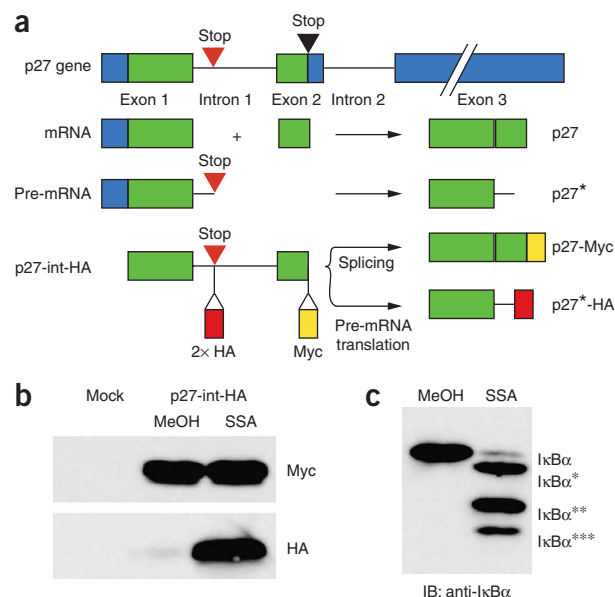 a
Stop
Stop
p27 gene
Exon 1 Intron 1 Exon 2 Intron 2 Exon 3
mRNA + p27
Pre-mRNA p27*
Stop
p27-int-HA
Splicing
p27-Myc
Pre-mRNA
translation
p27*-HA
2× HA Myc
b
Mock p27-int-HA
MeOH SSA
Myc
HA
c
MeOH SSA
IκBα
IκBα*
IκBα**
IκBα***
IB: anti-IκBα